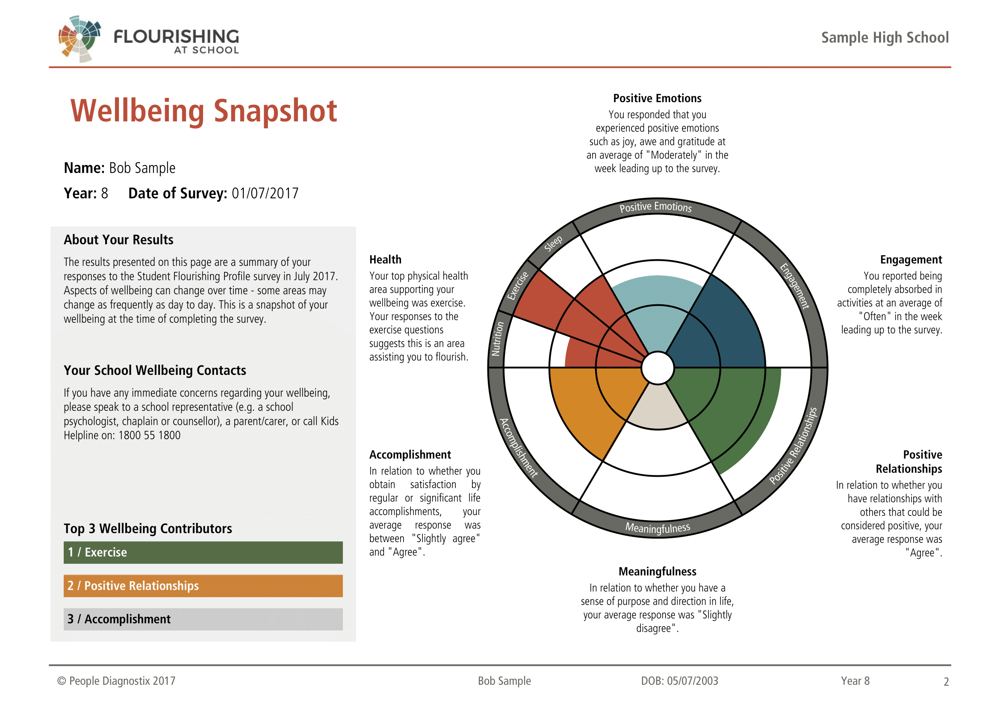 FLOURISHING
AT SCHOOL
Sample High School
Wellbeing Snapshot
Name: Bob Sample
Year: 8 Date of Survey: 01/07/2017
About Your Results
The results presented on this page are a summary of your
responses to the Student Flourishing Profile survey in July 2017.
Aspects of wellbeing can change over time - some areas may
change as frequently as day to day. This is a snapshot of your
wellbeing at the time of completing the survey.
Your School Wellbeing Contacts
If you have any immediate concerns regarding your wellbeing,
please speak to a school representative (e.g. a school
psychologist, chaplain or counsellor), a parent/carer, or call Kids
Helpline on: 1800 55 1800
Top 3 Wellbeing Contributors
1 / Exercise
2 / Positive Relationships
3 / Accomplishment
Positive Emotions
You responded that you
experienced positive emotions
such as joy, awe and gratitude at
an average of "Moderately" in the
week leading up to the survey.
Health
Your top physical health
area supporting your
wellbeing was exercise.
Your responses to the
exercise questions
suggests this is an area
assisting you to flourish.
Accomplishment
In relation to whether you
obtain satisfaction by
regular or significant life
accomplishments, your
average response was
between "Slightly agree"
and "Agree".
Positive Emotions
Engagement
Positive Relationships
Meaningfulness
Accomplishment
Nutrition
Exercise
Sleep
Engagement
You reported being
completely absorbed in
activities at an average of
"Often" in the week
leading up to the survey.
Positive
Relationships
In relation to whether you
have relationships with
others that could be
considered positive, your
average response was
"Agree".
Meaningfulness
In relation to whether you have a
sense of purpose and direction in life,
your average response was "Slightly
disagree".
© People Diagnostix 2017
Bob Sample
DOB: 05/07/2003
Year 8
2